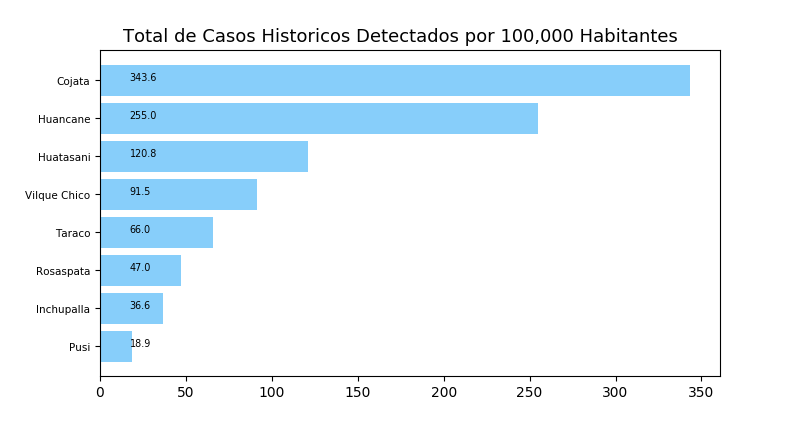 Total de Casos Historicos Detectados por 100,000 Habitantes
Cojata 343.6
Huancane 255.0
Huatasani 120.8
Vilque Chico 91.5
Taraco 66.0
Rosaspata 47.0
Inchupalla 36.6
Pusi 18.9
0 50 100 150 200 250 300 350